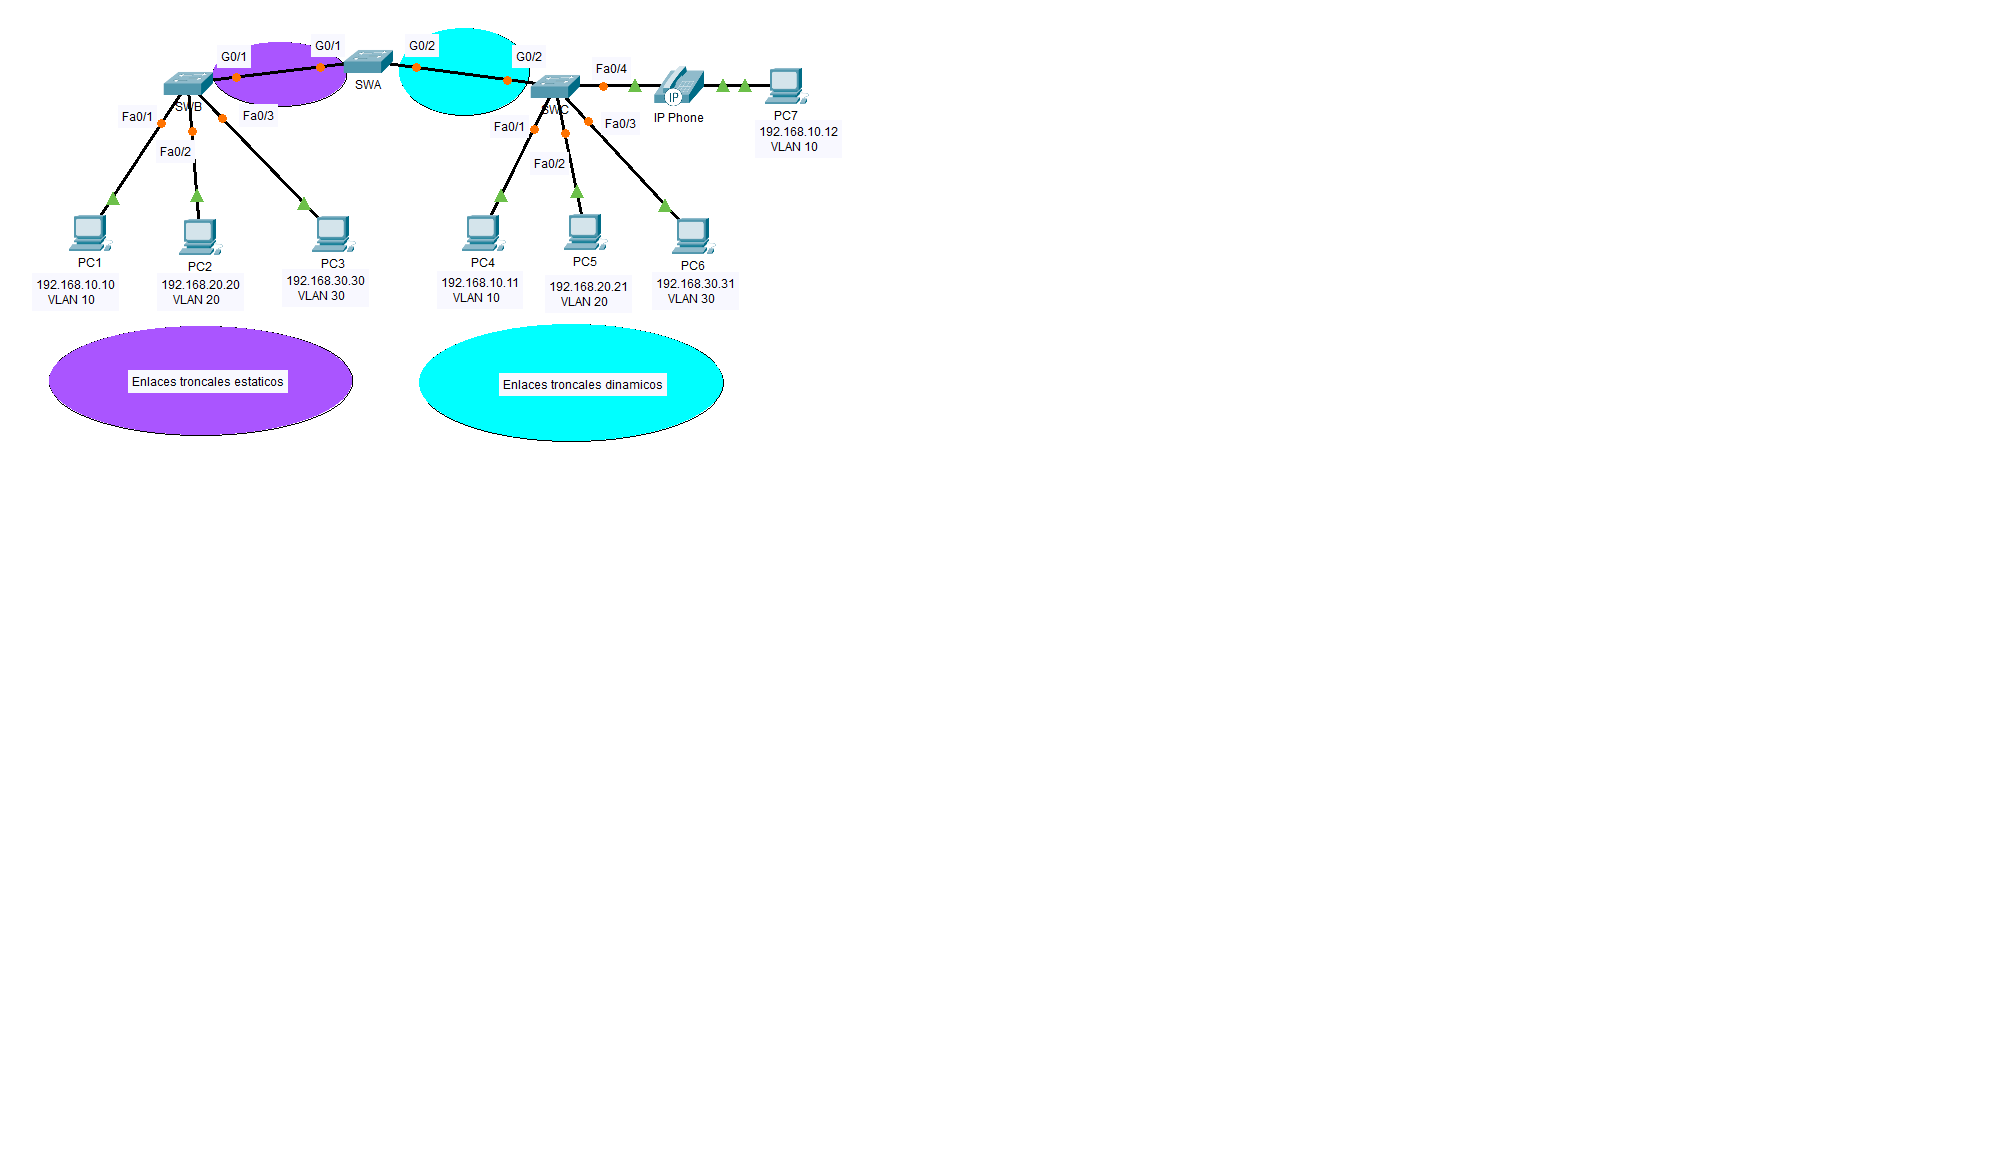 G0/1
G0/1
SWA
G0/2
G0/2
SWB
Fa0/1
Fa0/2
Fa0/3
SWC
Fa0/4
Fa0/1
Fa0/2
Fa0/3
IP
IP Phone
PC7
192.168.10.12
VLAN 10
PC1
192.168.10.10
VLAN 10
PC2
192.168.20.20
VLAN 20
PC3
192.168.30.30
VLAN 30
PC4
192.168.10.11
VLAN 10
PC5
192.168.20.21
VLAN 20
PC6
192.168.30.31
VLAN 30
Enlaces troncales estaticos
Enlaces troncales dinamicos